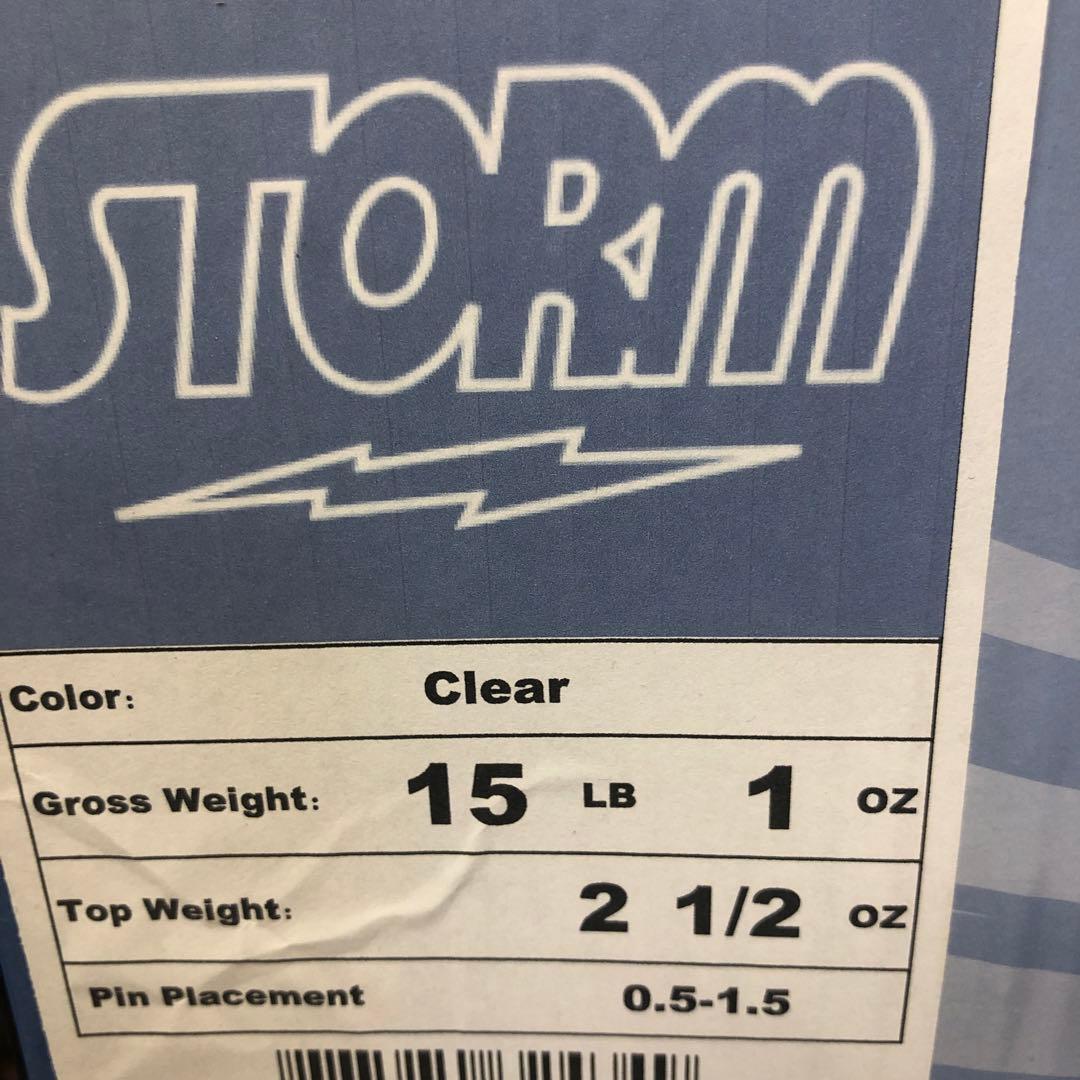 STORM
Color: Clear
Gross Weight: 15 LB 1 OZ
Top Weight: 2 1/2 OZ
Pin Placement 0.5-1.5